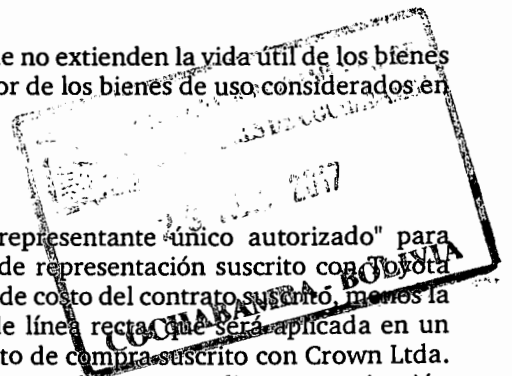 e no extienden la vida útil de los bienes
or de los bienes de uso considerados en
2017
representante único autorizado" para
de representación suscrito con Toyota
de costo del contrato suscrito, menos la
le línea recta, que será aplicada en un
to de compra suscrito con Crown Ltda.
COCHABAMBA - BOLIVIA